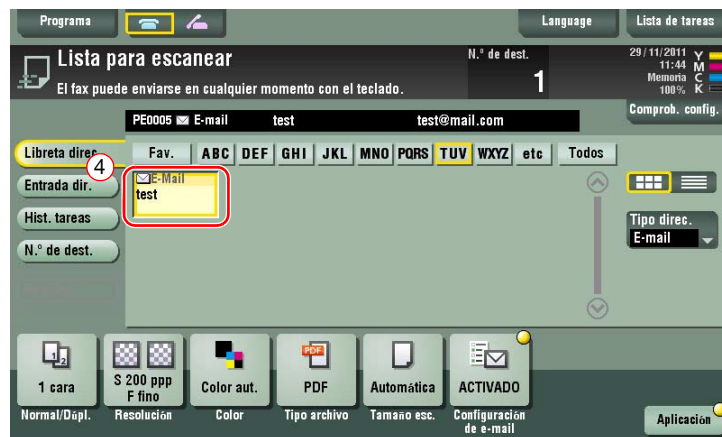 Programa
Language
Lista de tareas
Lista para escanear
El fax puede enviarse en cualquier momento con el teclado.
N.º de dest.
1
29/11/2011
11:44
Memoria
100%
Y
M
C
K
PE0005 E-mail test test@mail.com
Comprob. config.
Libreta direc.
Fav. ABC DEF GHI JKL MNO PQRS TUV WXYZ etc Todos
4
Entrada dir.
E-Mail
test
Hist. tareas
Tipo direc.
E-mail
N.º de dest.
1 cara
S 200 ppp
F fino
Color aut.
PDF
PDF
Automática
ACTIVADO
Normal/Dúpl.
Resolución
Color
Tipo archivo
Tamaño esc.
Configuración
de e-mail
Aplicación